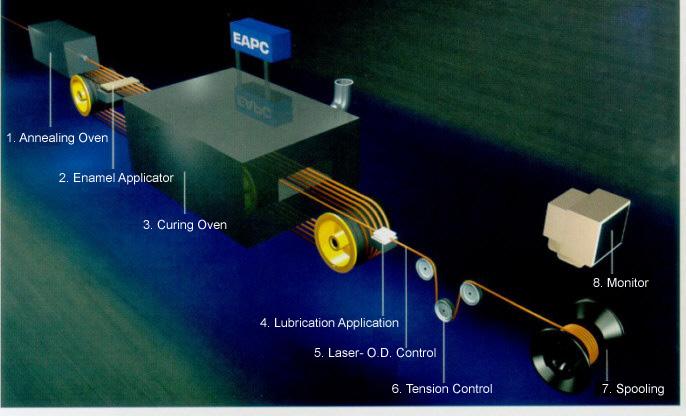 EAPC
EAPC
1. Annealing Oven
2. Enamel Applicator
3. Curing Oven
4. Lubrication Application
5. Laser- O.D. Control
6. Tension Control
7. Spooling
8. Monitor